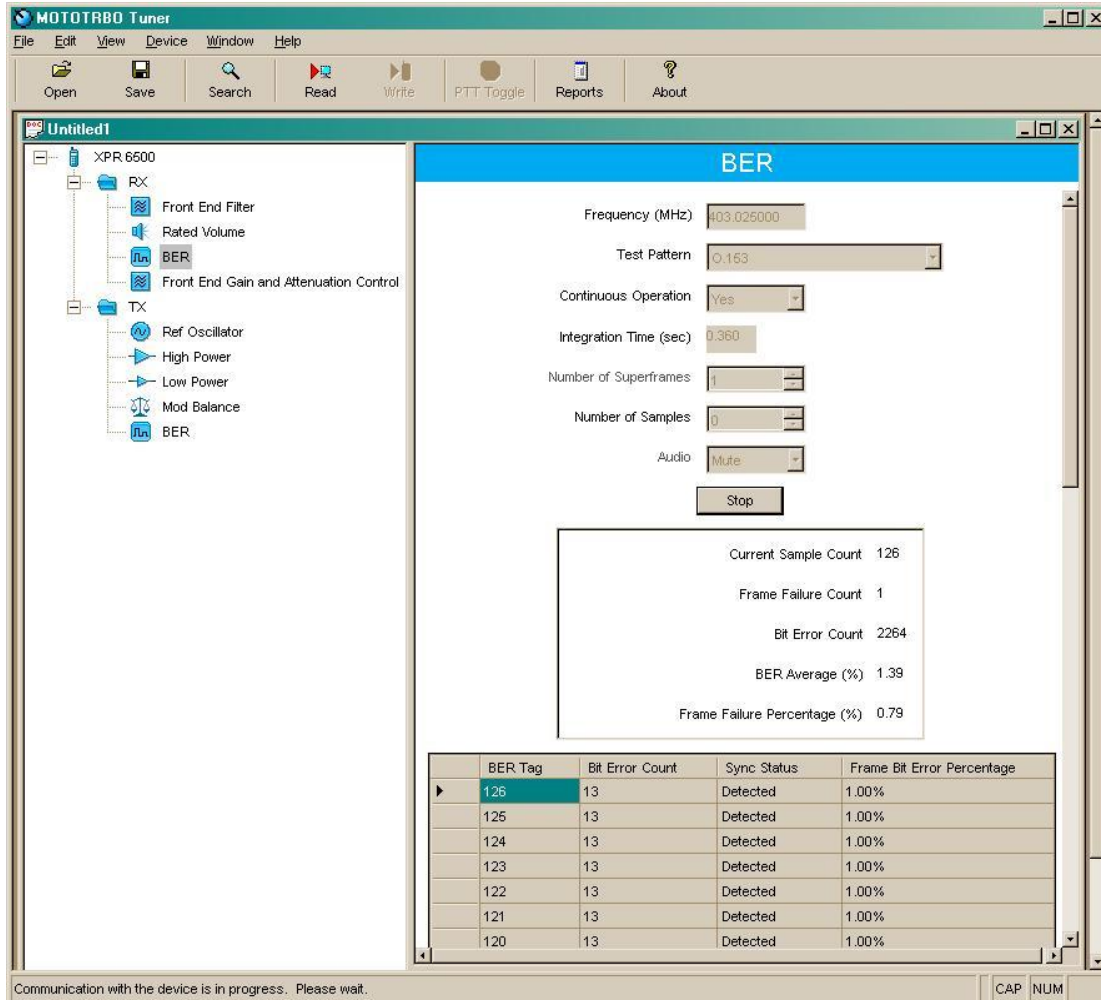 MOTOTRBO Tuner
File Edit View Device Window Help
Open Save Search Read Write PTT Toggle Reports About
DOC Untitled1
XPR 6500
RX
Front End Filter
Rated Volume
BER
Front End Gain and Attenuation Control
TX
Ref Oscillator
High Power
Low Power
Mod Balance
BER
BER
Frequency (MHz) 403.025000
Test Pattern O.153
Continuous Operation Yes
Integration Time (sec) 0.360
Number of Superframes 1
Number of Samples 0
Audio Mute
Stop
Current Sample Count 126
Frame Failure Count 1
Bit Error Count 2264
BER Average (%) 1.39
Frame Failure Percentage (%) 0.79
BER Tag Bit Error Count Sync Status Frame Bit Error Percentage
126 13 Detected 1.00%
125 13 Detected 1.00%
124 13 Detected 1.00%
123 13 Detected 1.00%
122 13 Detected 1.00%
121 13 Detected 1.00%
120 13 Detected 1.00%
Communication with the device is in progress. Please wait. CAP NUM